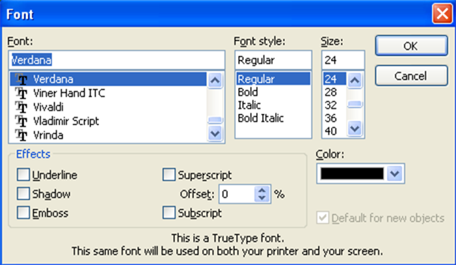 Font
Font: Font style: Size:
Verdana Regular 24 OK
Verdana Regular 24 Cancel
Viner Hand ITC Bold 28
Vivaldi Italic 32
Vladimir Script Bold Italic 36
Vrinda 40
Effects Color:
Underline Superscript
Shadow Offset: 0 %
Emboss Subscript Default for new objects
This is a TrueType font.
This same font will be used on both your printer and your screen.